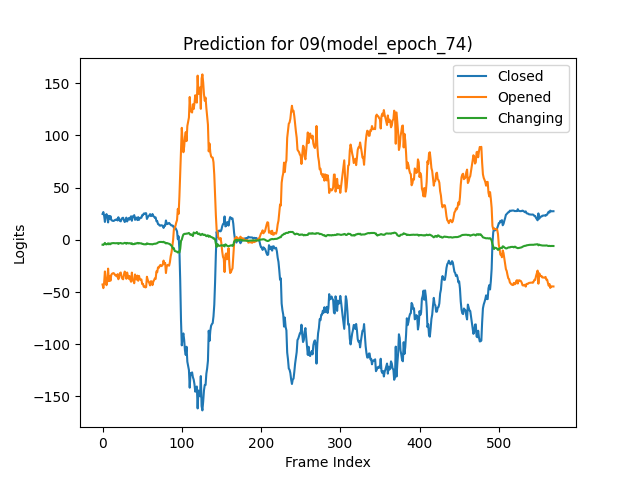 Prediction for 09(model_epoch_74)
Closed
Opened
Changing
Logits
150
100
50
0
−50
−100
−150
0 100 200 300 400 500
Frame Index